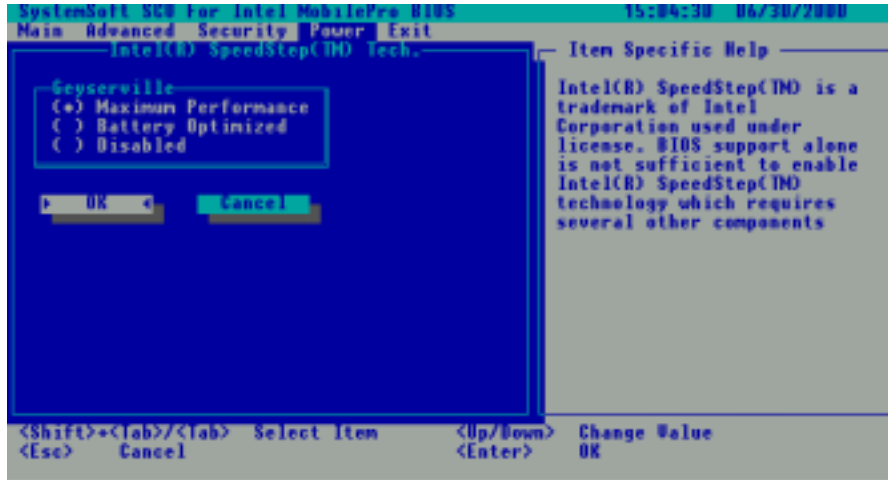 SystemSoft SCU For Intel MobilePro BIOS 15:04:30 06/30/2000
Main Advanced Security Power Exit
Intel(R) SpeedStep(TM) Tech.
Geyserville
(•) Maximum Performance
( ) Battery Optimized
( ) Disabled
OK Cancel
Item Specific Help
Intel(R) SpeedStep(TM) is a
trademark of Intel
Corporation used under
license. BIOS support alone
is not sufficient to enable
Intel(R) SpeedStep(TM)
technology which requires
several other components
<Shift>+<Tab>/<Tab> Select Item <Up/Down> Change Value
<Esc> Cancel <Enter> OK